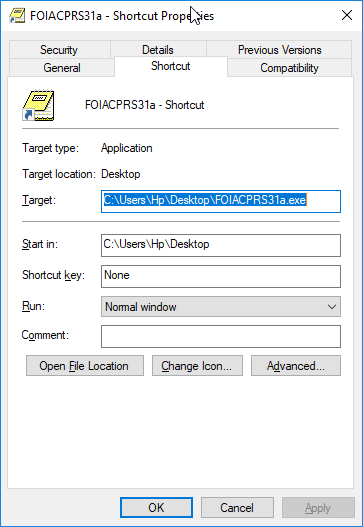 FOIACPRS31a - Shortcut Properties
Security Details Previous Versions
General Shortcut Compatibility
FOIACPRS31a - Shortcut
Target type: Application
Target location: Desktop
Target: C:\Users\Hp\Desktop\FOIACPRS31a.exe
Start in: C:\Users\Hp\Desktop
Shortcut key: None
Run: Normal window
Comment:
Open File Location Change Icon... Advanced...
OK Cancel Apply